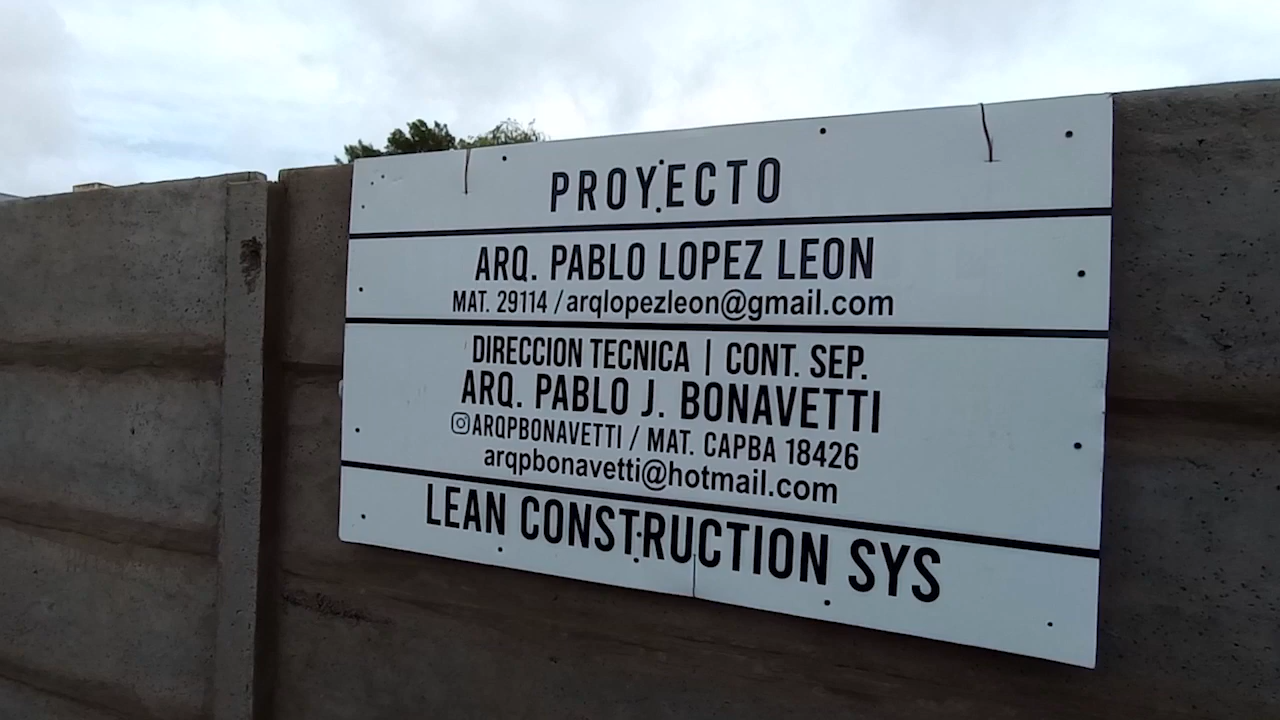 PROYECTO
ARQ. PABLO LOPEZ LEON
MAT. 29114 / arqlopezleon@gmail.com
DIRECCION TECNICA | CONT. SEP.
ARQ. PABLO J. BONAVETTI
ARQPBONAVETTI / MAT. CAPBA 18426
arqpbonavetti@hotmail.com
LEAN CONSTRUCTION SYS